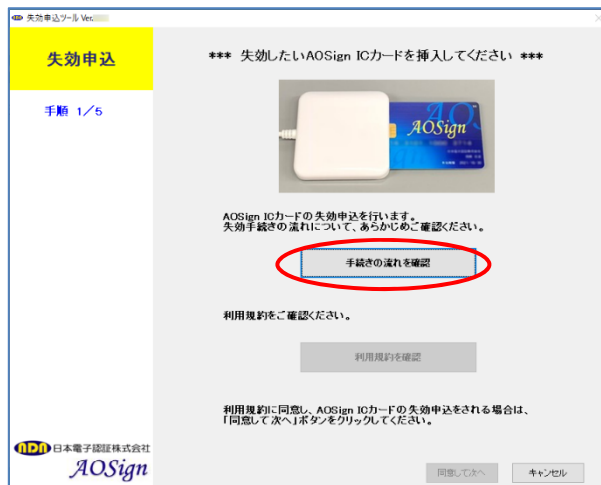 失効申込ツール Ver.
失効申込
手順 1／5
*** 失効したいAOSign ICカードを挿入してください ***
AOSign
AOSign ICカードの失効申込を行います。
失効手続きの流れについて、あらかじめご確認ください。
手続きの流れを確認
利用規約をご確認ください。
利用規約を確認
利用規約に同意し、AOSign ICカードの失効申込をされる場合は、
「同意して次へ」ボタンをクリックしてください。
NDN 日本電子認証株式会社
AOSign
同意して次へ
キャンセル